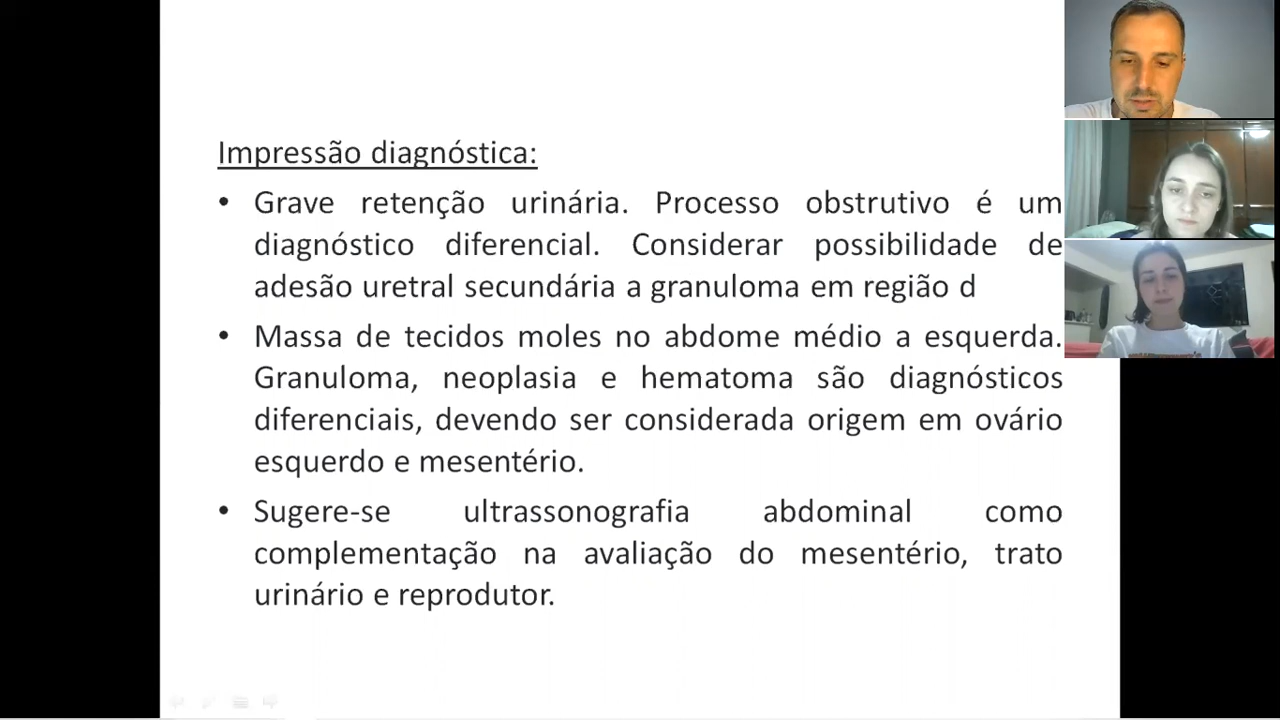 Impressão diagnóstica:
• Grave retenção urinária. Processo obstrutivo é um
diagnóstico diferencial. Considerar possibilidade de
adesão uretral secundária a granuloma em região d
• Massa de tecidos moles no abdome médio a esquerda.
Granuloma, neoplasia e hematoma são diagnósticos
diferenciais, devendo ser considerada origem em ovário
esquerdo e mesentério.
• Sugere-se ultrassonografia abdominal como
complementação na avaliação do mesentério, trato
urinário e reprodutor.